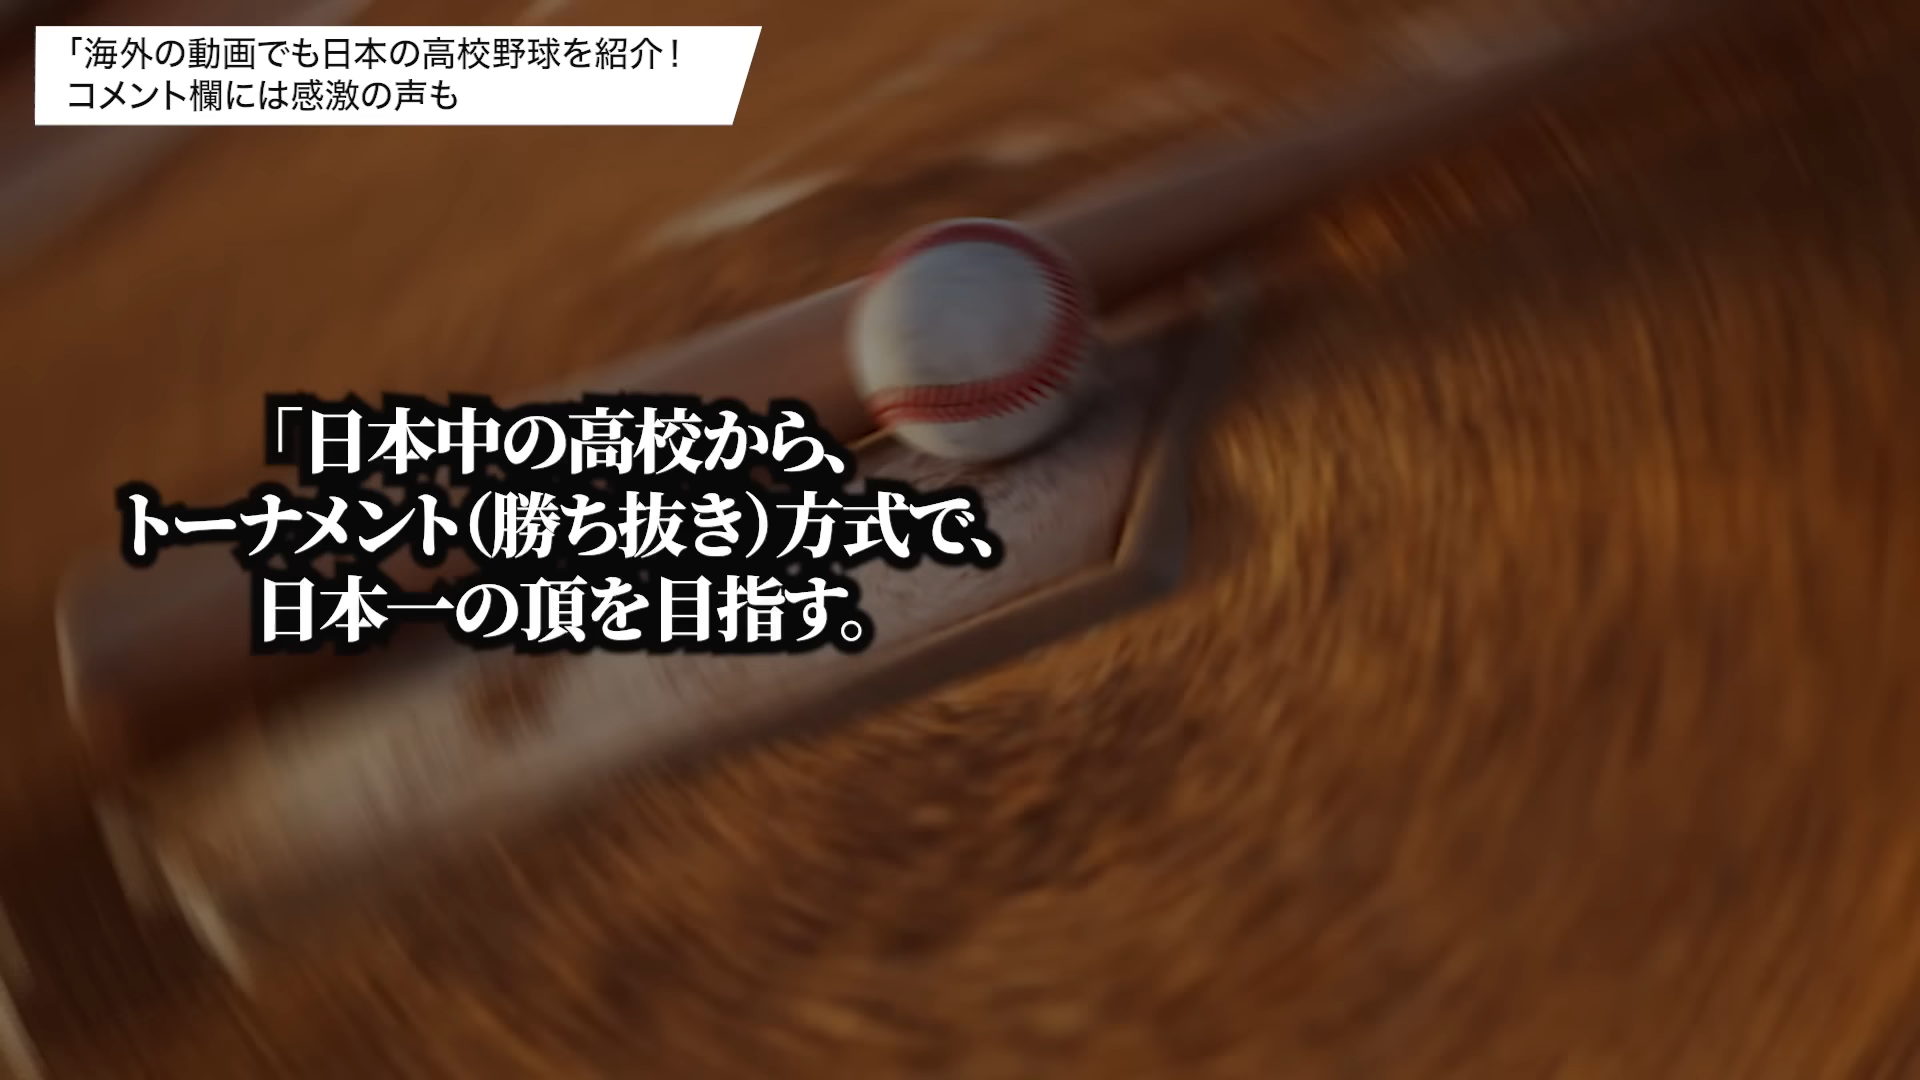 「海外の動画でも日本の高校野球を紹介！
コメント欄には感激の声も
「日本中の高校から、
トーナメント（勝ち抜き）方式で、
日本一の頂を目指す。